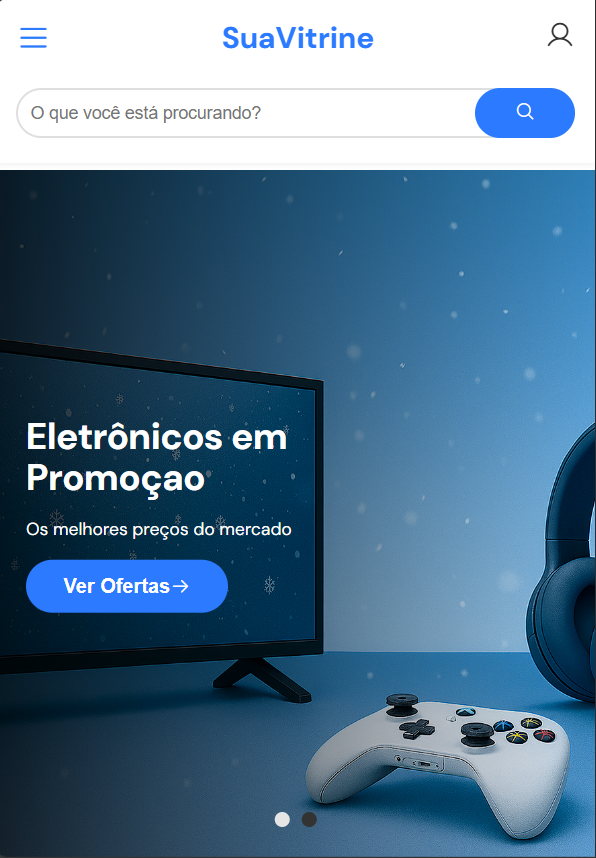 SuaVitrine
O que você está procurando?
Eletrônicos em
Promoçao
Os melhores preços do mercado
Ver Ofertas